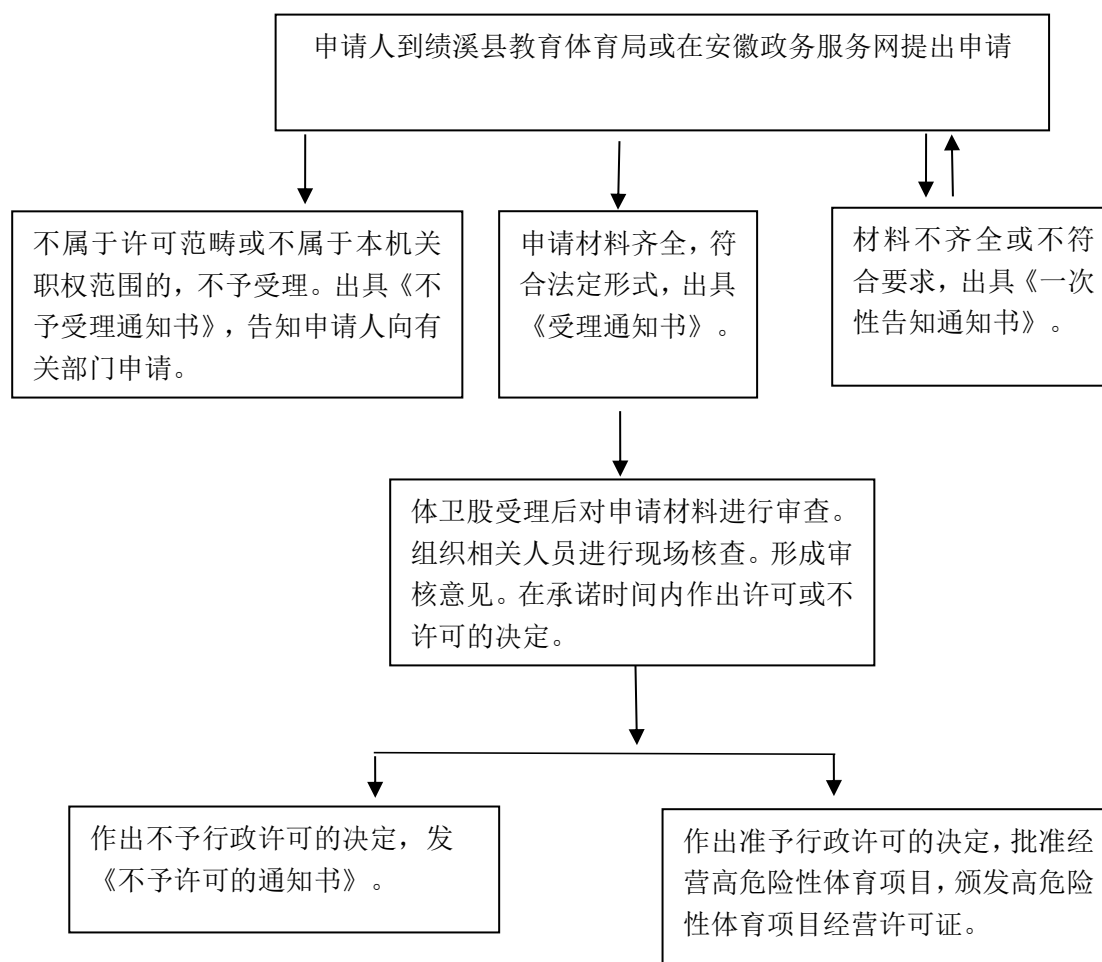 申请人到绩溪县教育体育局或在安徽政务服务网提出申请
不属于许可范畴或不属于本机关
职权范围的，不予受理。出具《不
予受理通知书》，告知申请人向有
关部门申请。
申请材料齐全，符
合法定形式，出具
《受理通知书》。
材料不齐全或不符
合要求，出具《一次
性告知通知书》。
体卫股受理后对申请材料进行审查。
组织相关人员进行现场核查。形成审
核意见。在承诺时间内作出许可或不
许可的决定。
作出不予行政许可的决定，发
《不予许可的通知书》。
作出准予行政许可的决定，批准经
营高危险性体育项目，颁发高危险
性体育项目经营许可证。